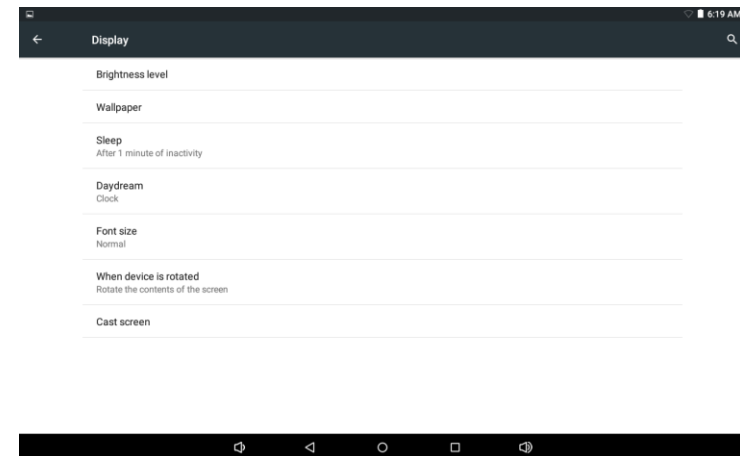 6:19 AM
Display
Brightness level
Wallpaper
Sleep
After 1 minute of inactivity
Daydream
Clock
Font size
Normal
When device is rotated
Rotate the contents of the screen
Cast screen